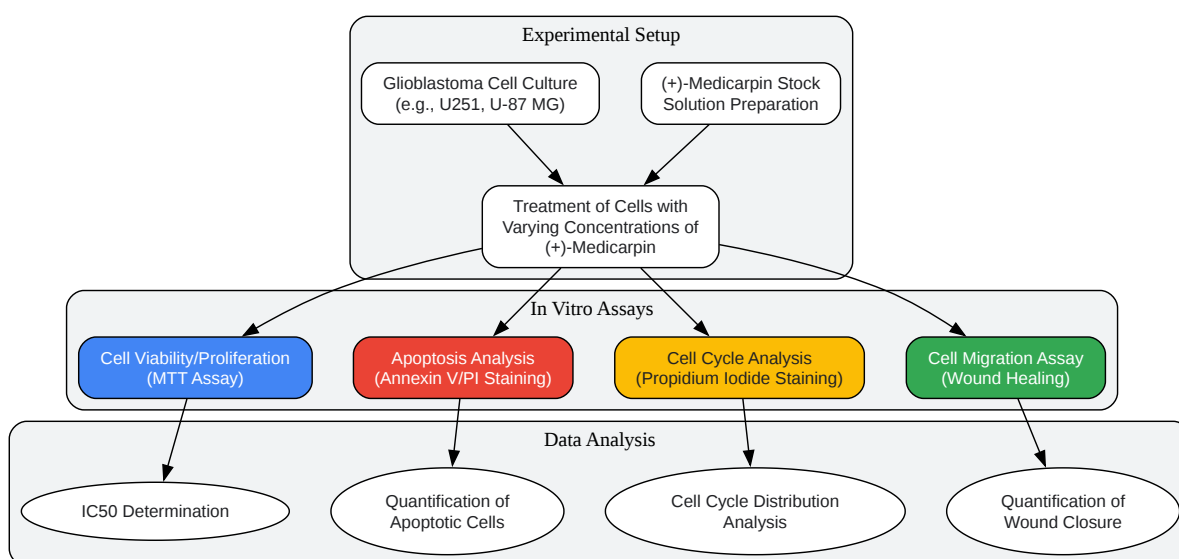 Experimental Setup
Glioblastoma Cell Culture
(e.g., U251, U-87 MG)
(+)-Medicarpin Stock
Solution Preparation
Treatment of Cells with
Varying Concentrations of
(+)-Medicarpin
In Vitro Assays
Cell Viability/Proliferation
(MTT Assay)
Apoptosis Analysis
(Annexin V/PI Staining)
Cell Cycle Analysis
(Propidium Iodide Staining)
Cell Migration Assay
(Wound Healing)
Data Analysis
IC50 Determination
Quantification of
Apoptotic Cells
Cell Cycle Distribution
Analysis
Quantification of
Wound Closure